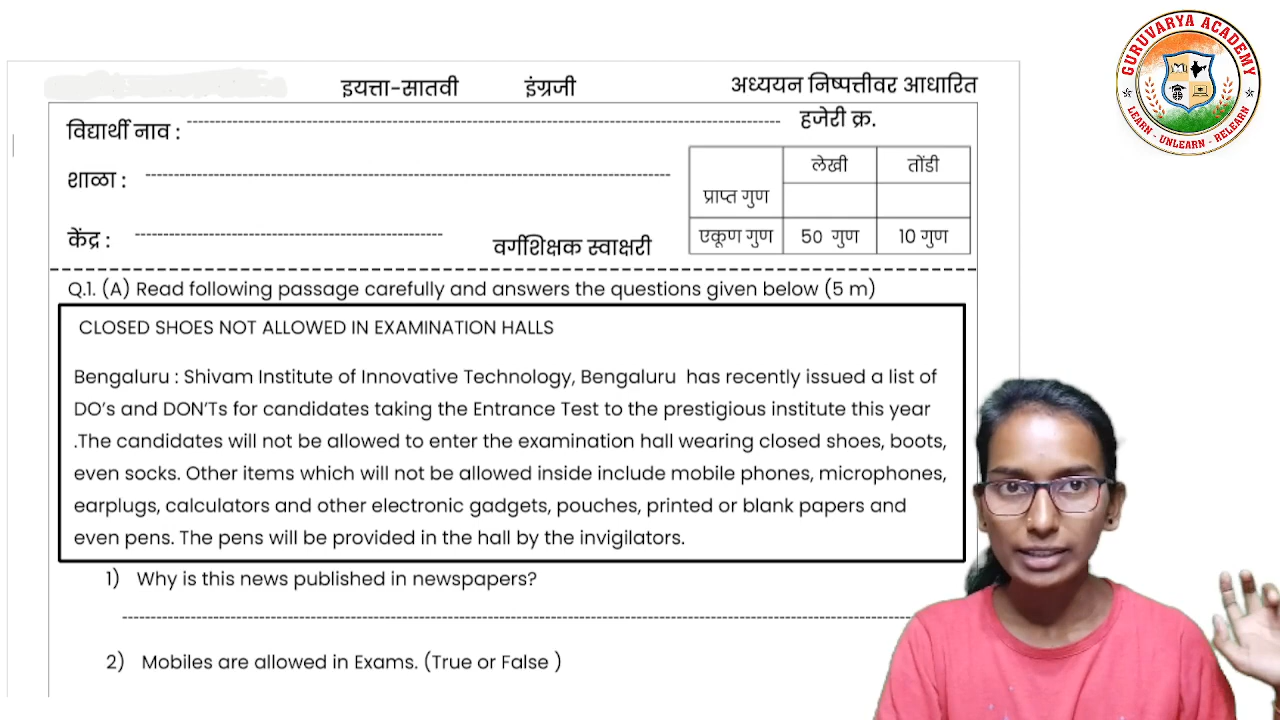 इयत्ता-सातवी इंग्रजी अध्ययन निष्पत्तीवर आधारित
विद्यार्थी नाव : हजेरी क्र.
शाळा :
लेखी तोंडी
प्राप्त गुण
केंद्र : वर्गशिक्षक स्वाक्षरी
एकूण गुण 50 गुण 10 गुण
Q.1. (A) Read following passage carefully and answers the questions given below (5 m)
CLOSED SHOES NOT ALLOWED IN EXAMINATION HALLS
Bengaluru : Shivam Institute of Innovative Technology, Bengaluru has recently issued a list of
DO's and DON'Ts for candidates taking the Entrance Test to the prestigious institute this year
.The candidates will not be allowed to enter the examination hall wearing closed shoes, boots,
even socks. Other items which will not be allowed inside include mobile phones, microphones,
earplugs, calculators and other electronic gadgets, pouches, printed or blank papers and
even pens. The pens will be provided in the hall by the invigilators.
1) Why is this news published in newspapers?
2) Mobiles are allowed in Exams. (True or False )
GURUVARYA ACADEMY
LEARN - UNLEARN - RELEARN